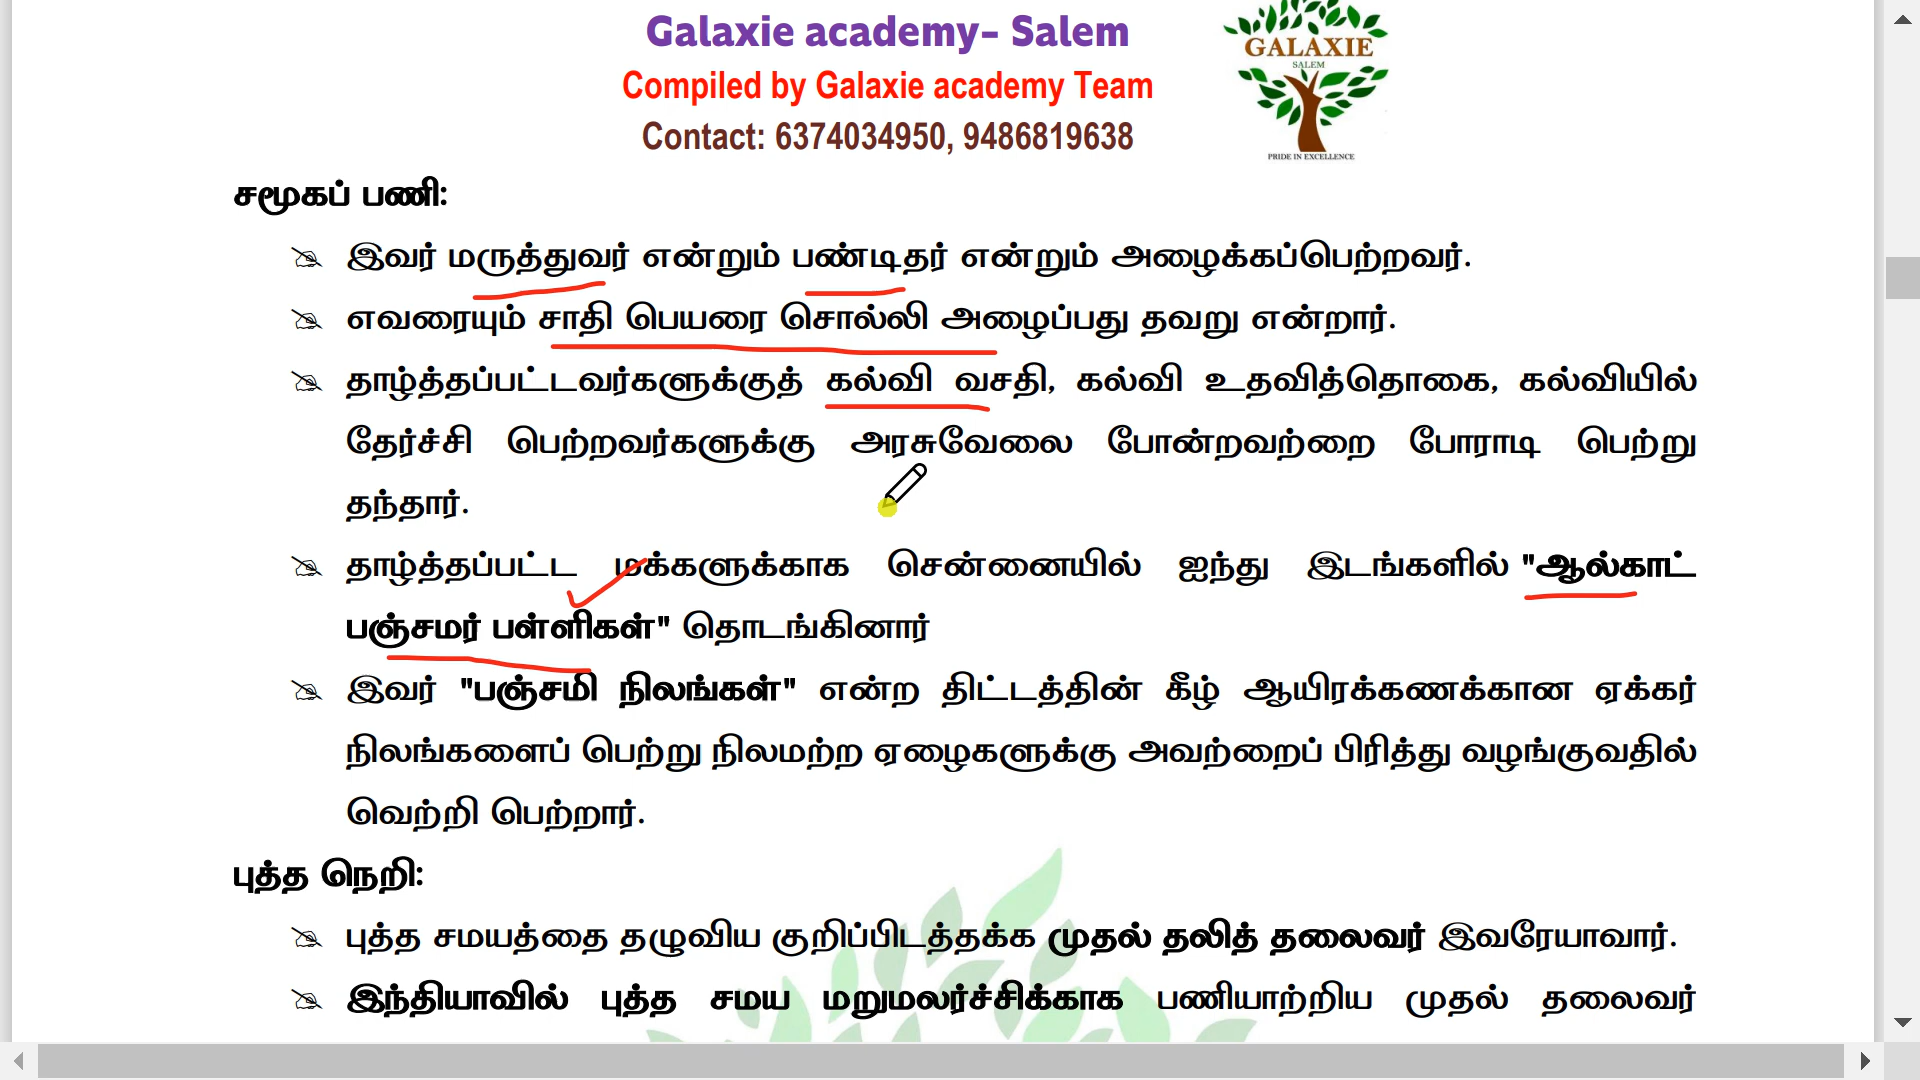 Galaxie academy- Salem
Compiled by Galaxie academy Team
Contact: 6374034950, 9486819638
GALAXIE
SALEM
PRIDE IN EXCELLENCE
சமூகப் பணி:
இவர் மருத்துவர் என்றும் பண்டிதர் என்றும் அழைக்கப்பெற்றவர்.
எவரையும் சாதி பெயரை சொல்லி அழைப்பது தவறு என்றார்.
தாழ்த்தப்பட்டவர்களுக்குத் கல்வி வசதி, கல்வி உதவித்தொகை, கல்வியில்
தேர்ச்சி பெற்றவர்களுக்கு அரசுவேலை போன்றவற்றை போராடி பெற்று
தந்தார்.
தாழ்த்தப்பட்ட மக்களுக்காக சென்னையில் ஐந்து இடங்களில் "ஆல்காட்
பஞ்சமர் பள்ளிகள்" தொடங்கினார்
இவர் "பஞ்சமி நிலங்கள்" என்ற திட்டத்தின் கீழ் ஆயிரக்கணக்கான ஏக்கர்
நிலங்களைப் பெற்று நிலமற்ற ஏழைகளுக்கு அவற்றைப் பிரித்து வழங்குவதில்
வெற்றி பெற்றார்.
புத்த நெறி:
புத்த சமயத்தை தழுவிய குறிப்பிடத்தக்க முதல் தலித் தலைவர் இவரேயாவார்.
இந்தியாவில் புத்த சமய மறுமலர்ச்சிக்காக பணியாற்றிய முதல் தலைவர்